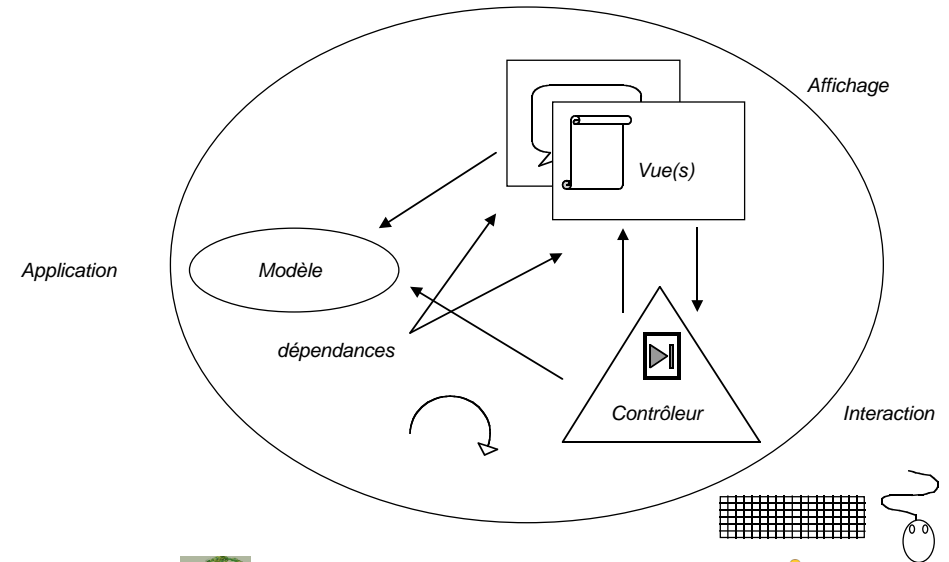 Affichage
Vue(s)
Application
Modèle
dépendances
Contrôleur
Interaction